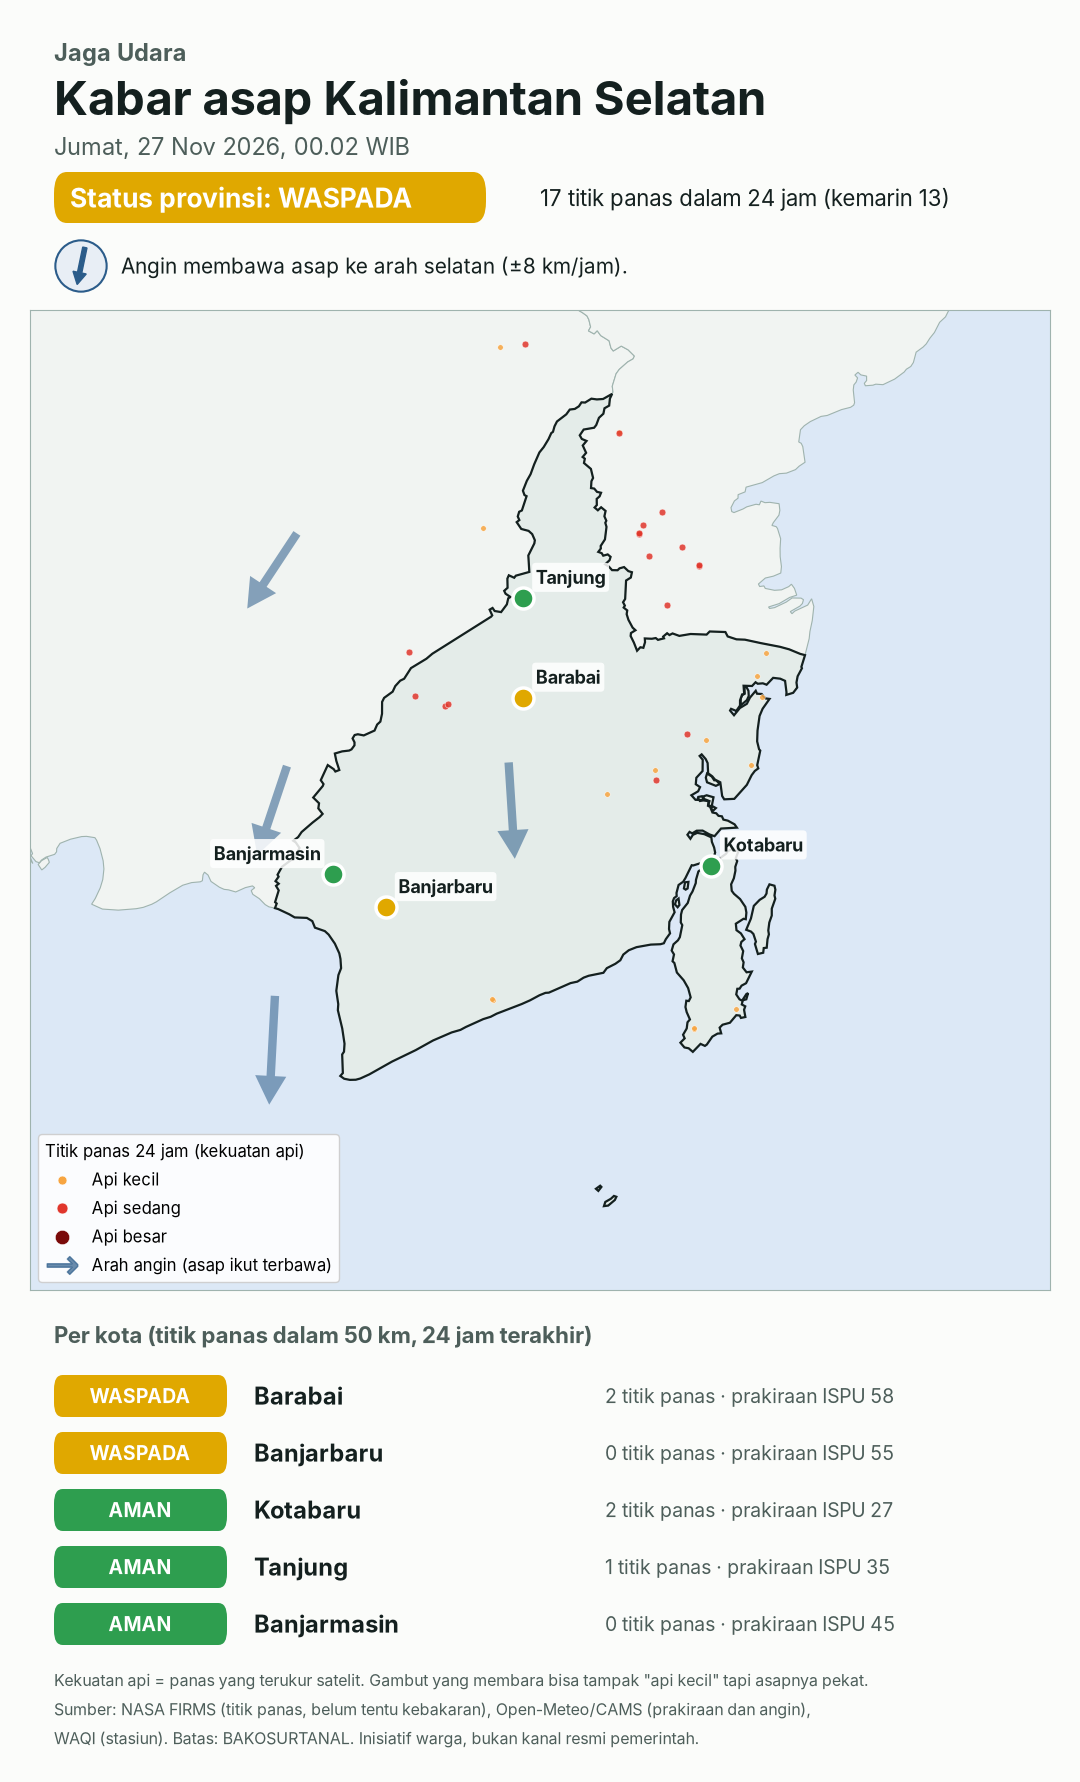 Jaga Udara
Kabar asap Kalimantan Selatan
Jumat, 27 Nov 2026, 00.02 WIB
Status provinsi: WASPADA
17 titik panas dalam 24 jam (kemarin 13)
Angin membawa asap ke arah selatan (±8 km/jam).
Tanjung
Barabai
Kotabaru
Banjarmasin
Banjarbaru
Titik panas 24 jam (kekuatan api)
Api kecil
Api sedang
Api besar
Arah angin (asap ikut terbawa)
Per kota (titik panas dalam 50 km, 24 jam terakhir)
WASPADA Barabai 2 titik panas · prakiraan ISPU 58
WASPADA Banjarbaru 0 titik panas · prakiraan ISPU 55
AMAN Kotabaru 2 titik panas · prakiraan ISPU 27
AMAN Tanjung 1 titik panas · prakiraan ISPU 35
AMAN Banjarmasin 0 titik panas · prakiraan ISPU 45
Kekuatan api = panas yang terukur satelit. Gambut yang membara bisa tampak "api kecil" tapi asapnya pekat.
Sumber: NASA FIRMS (titik panas, belum tentu kebakaran), Open-Meteo/CAMS (prakiraan dan angin),
WAQI (stasiun). Batas: BAKOSURTANAL. Inisiatif warga, bukan kanal resmi pemerintah.